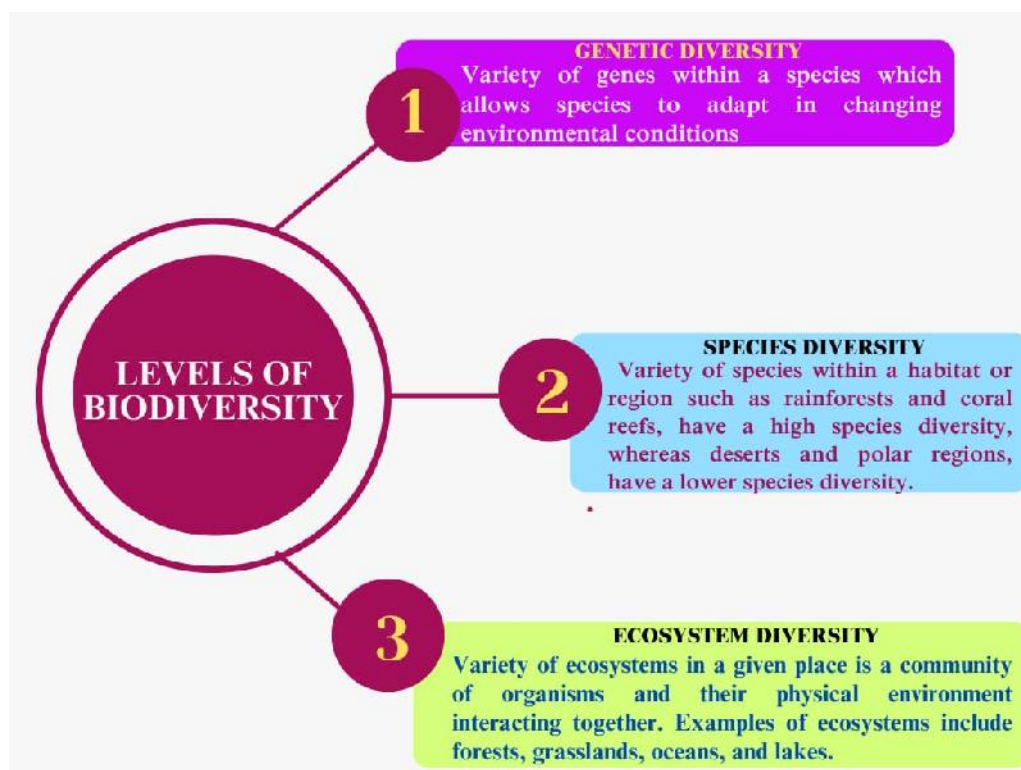 GENETIC DIVERSITY
1
Variety of genes within a species which
allows species to adapt in changing
environmental conditions
LEVELS OF
BIODIVERSITY
2
SPECIES DIVERSITY
Variety of species within a habitat or
region such as rainforests and coral
reefs, have a high species diversity,
whereas deserts and polar regions,
have a lower species diversity.
.
3
ECOSYSTEM DIVERSITY
Variety of ecosystems in a given place is a community
of organisms and their physical environment
interacting together. Examples of ecosystems include
forests, grasslands, oceans, and lakes.